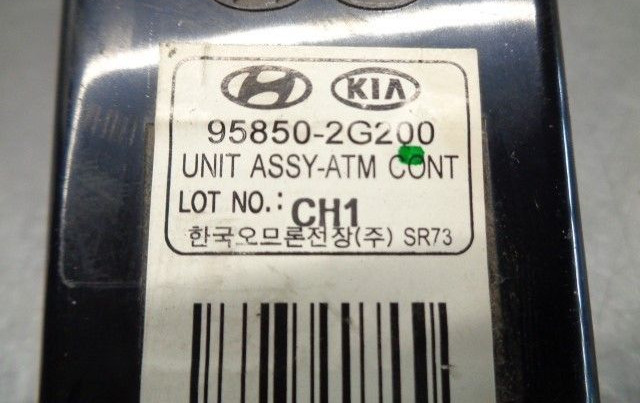 KIA
95850-2G200
UNIT ASSY-ATM CONT
LOT NO.: CH1
한국오므론전장(주) SR73